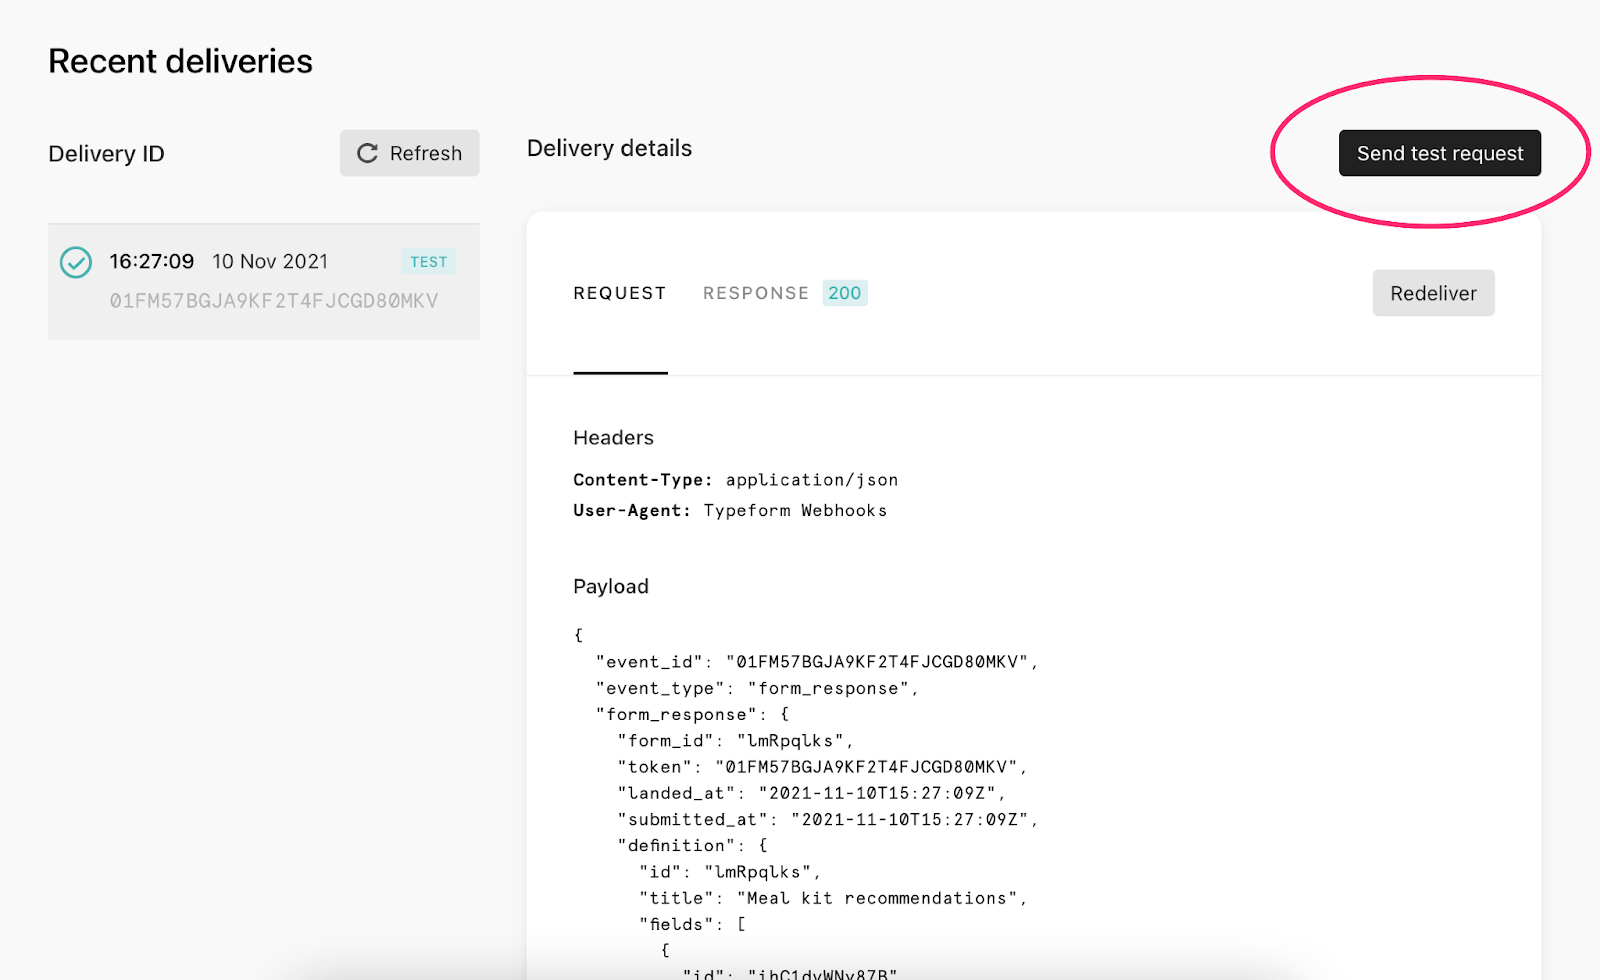 Recent deliveries
Delivery ID
Refresh
Delivery details
Send test request
16:27:09 10 Nov 2021 TEST
01FM57BGJA9KF2T4FJCGD80MKV
REQUEST RESPONSE 200
Redeliver
Headers
Content-Type: application/json
User-Agent: Typeform Webhooks
Payload
{
"event_id": "01FM57BGJA9KF2T4FJCGD80MKV",
"event_type": "form_response",
"form_response": {
"form_id": "lmRpqlks",
"token": "01FM57BGJA9KF2T4FJCGD80MKV",
"landed_at": "2021-11-10T15:27:09Z",
"submitted_at": "2021-11-10T15:27:09Z",
"definition": {
"id": "lmRpqlks",
"title": "Meal kit recommendations",
"fields": [
{
"id":